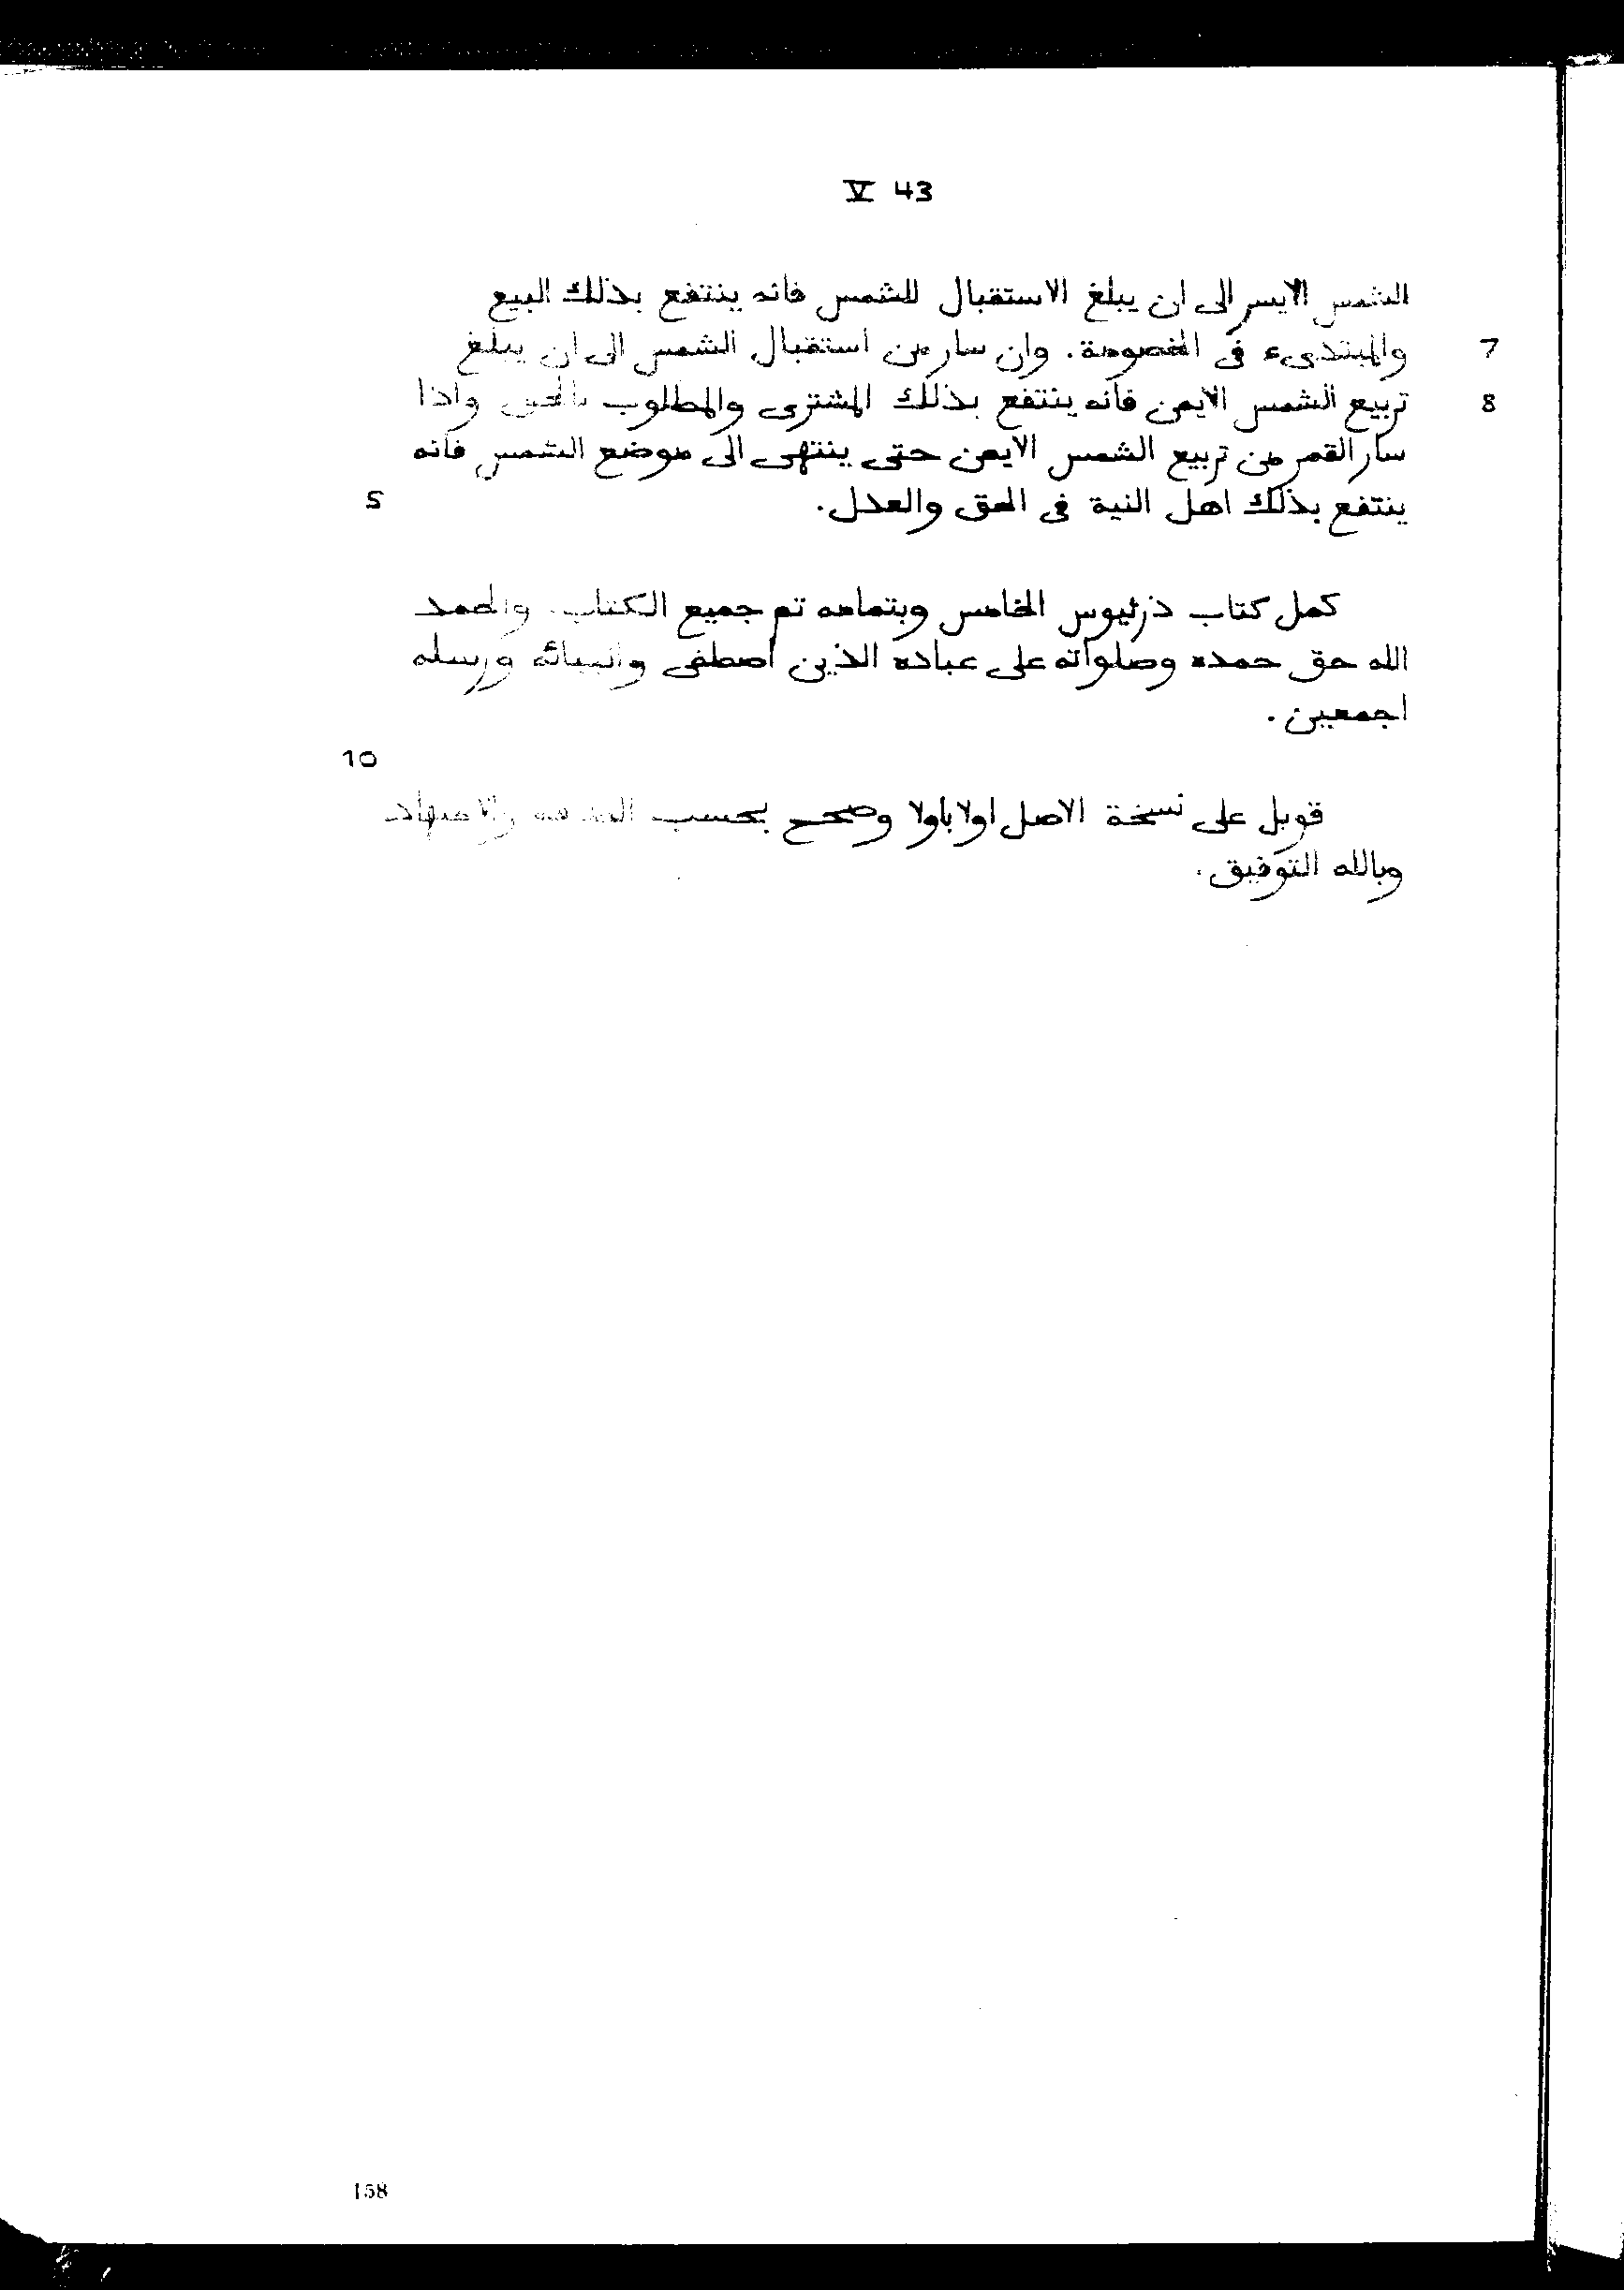 V 43
الشمس الايسر الى ان يبلغ الاستقبال للشمس فانه ينتفع بذلك البيع
7 والمبتدىء فى الخصومة. وان سار من استقبال الشمس الى ان يبلغ
8 تربيع الشمس الايمن فانه ينتفع بذلك المشترى والمطلوب بالحق واذا
سار القمر من تربيع الشمس الايمن حتى ينتهى الى موضع الشمس فانه
ينتفع بذلك اهل النية فى الحق والعدل. 5
كمل كتاب ذرثيوس الخامس وبتمامه تم جميع الكتاب. والحمد
الله حق حمده وصلواته على عباده الذين اصطفى وانبيائه ورسله
اجمعين.
10
قوبل على نسخة الاصل اولا باولا وصحح بحسب
وبالله التوفيق.
158